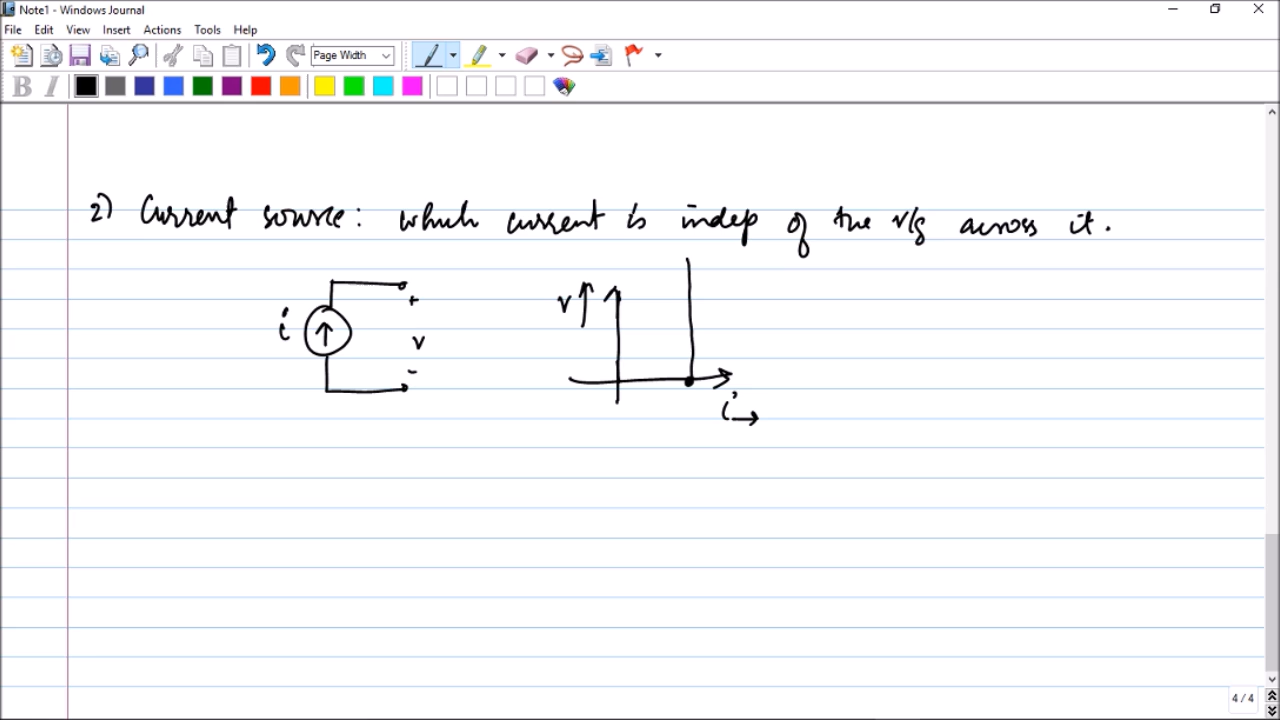 Note1 - Windows Journal
File Edit View Insert Actions Tools Help
Page Width
B I
2) Current source: which current is indep of the v/g across it.
i
+
v
-
v
i
4 / 4